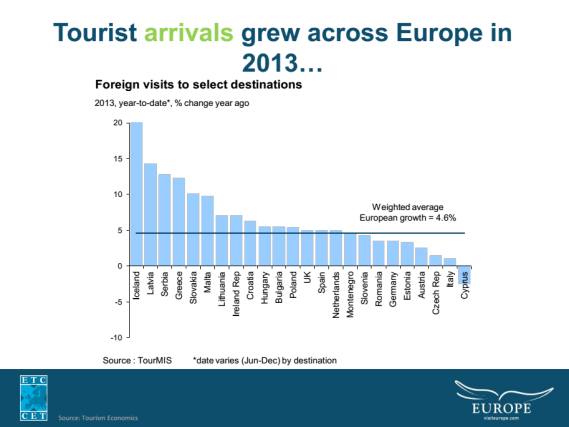 Tourist arrivals grew across Europe in
2013…
Foreign visits to select destinations
2013, year-to-date*, % change year ago
20
15
10
5
0
-5
-10
Weighted average
European growth = 4.6%
Iceland
Latvia
Serbia
Greece
Slovakia
Malta
Lithuania
Ireland Rep
Croatia
Hungary
Bulgaria
Poland
UK
Spain
Netherlands
Montenegro
Slovenia
Romania
Germany
Estonia
Austria
Czech Rep
Italy
Cyprus
Source : TourMIS *date varies (Jun-Dec) by destination
ETC
CET
Source: Tourism Economics
EUROPE
visiteurope.com